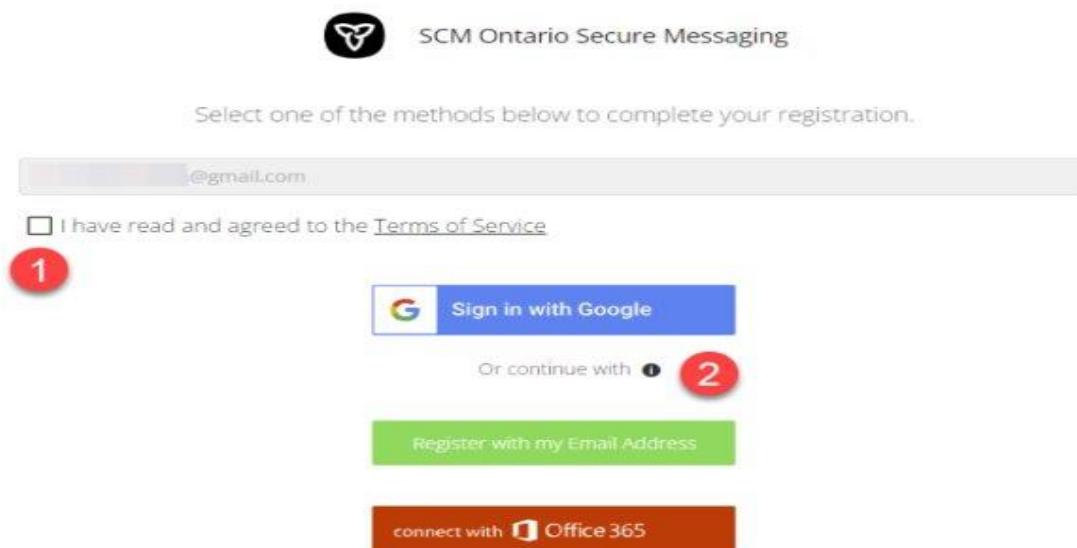 SCM Ontario Secure Messaging
Select one of the methods below to complete your registration.
@gmail.com
I have read and agreed to the Terms of Service
1
Sign in with Google
Or continue with
2
Register with my Email Address
connect with Office 365